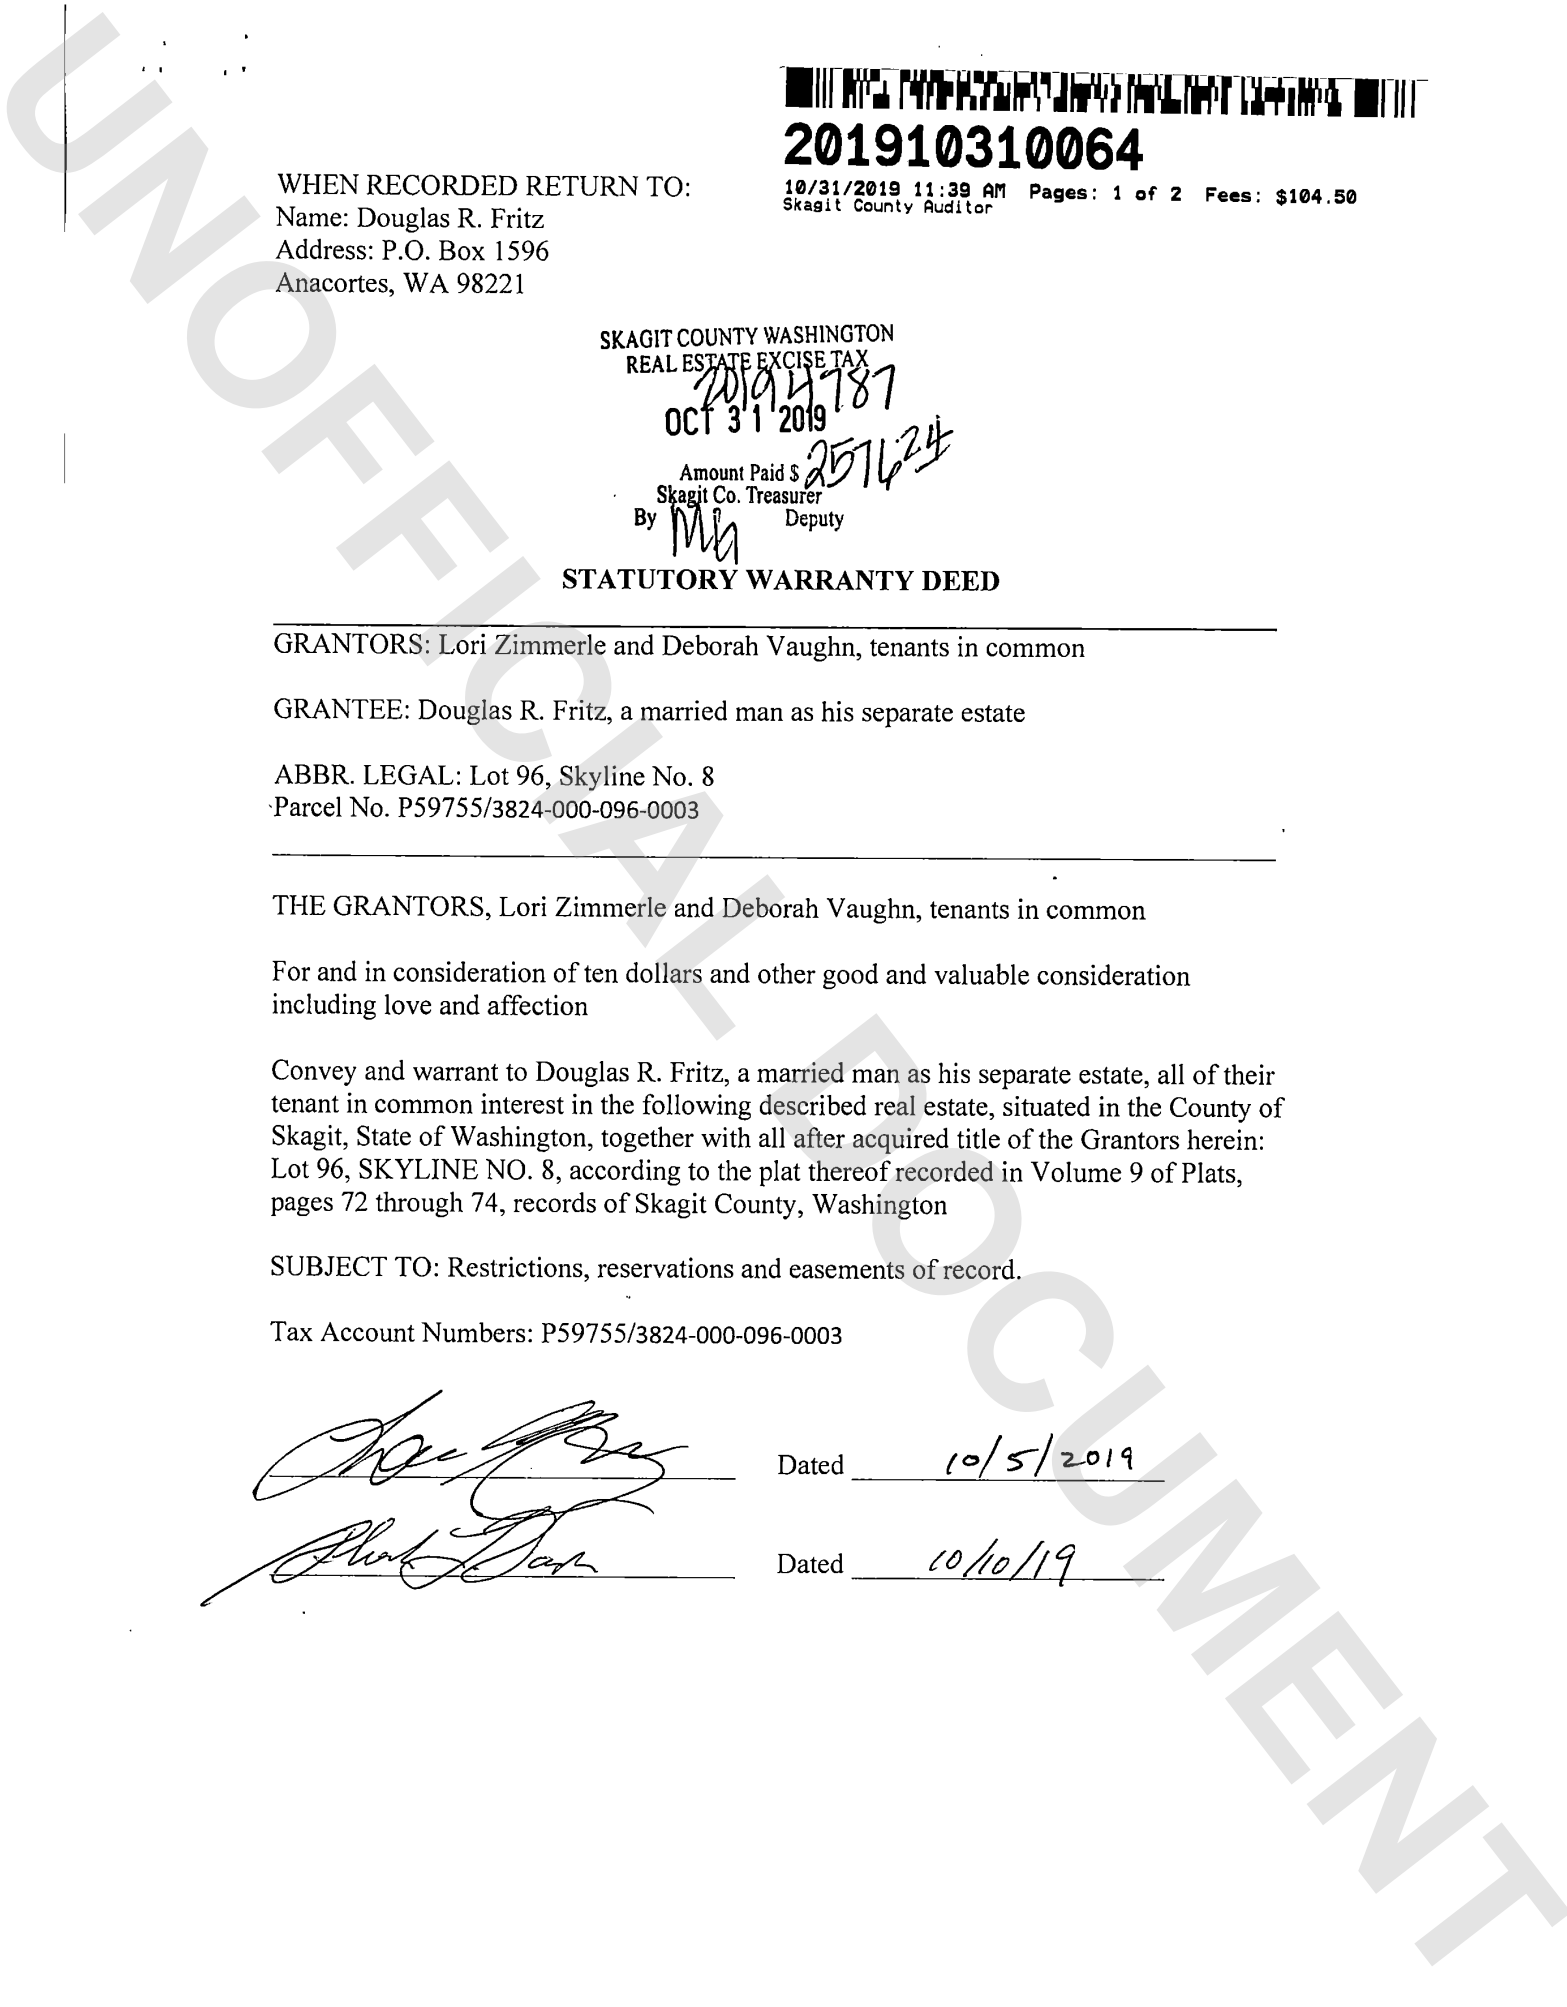 201910310064
10/31/2019 11:39 AM Pages: 1 of 2 Fees: $104.50
Skagit County Auditor
WHEN RECORDED RETURN TO:
Name: Douglas R. Fritz
Address: P.O. Box 1596
Anacortes, WA 98221
SKAGIT COUNTY WASHINGTON
REAL ESTATE EXCISE TAX
20194787
OCT 31 2019
Amount Paid $ 257624
Skagit Co. Treasurer
By Deputy
STATUTORY WARRANTY DEED
GRANTORS: Lori Zimmerle and Deborah Vaughn, tenants in common
GRANTEE: Douglas R. Fritz, a married man as his separate estate
ABBR. LEGAL: Lot 96, Skyline No. 8
Parcel No. P59755/3824-000-096-0003
THE GRANTORS, Lori Zimmerle and Deborah Vaughn, tenants in common
For and in consideration of ten dollars and other good and valuable consideration
including love and affection
Convey and warrant to Douglas R. Fritz, a married man as his separate estate, all of their
tenant in common interest in the following described real estate, situated in the County of
Skagit, State of Washington, together with all after acquired title of the Grantors herein:
Lot 96, SKYLINE NO. 8, according to the plat thereof recorded in Volume 9 of Plats,
pages 72 through 74, records of Skagit County, Washington
SUBJECT TO: Restrictions, reservations and easements of record.
Tax Account Numbers: P59755/3824-000-096-0003
Dated 10/5/2019
Dated 10/10/19
UNOFFICIAL DOCUMENT